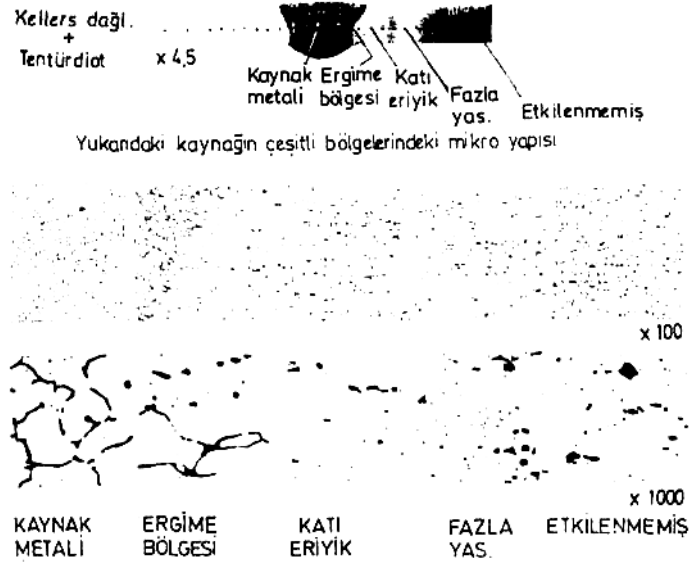 Kellers dağl.
+
Tentürdiot x 4,5
Kaynak metali
Ergime bölgesi
Katı eriyik
Fazla yas.
Etkilenmemiş
Yukarıdaki kaynağın çeşitli bölgelerindeki mikro yapısı
x 100
x 1000
KAYNAK METALİ
ERGİME BÖLGESİ
KATI ERİYİK
FAZLA YAS.
ETKİLENMEMİŞ